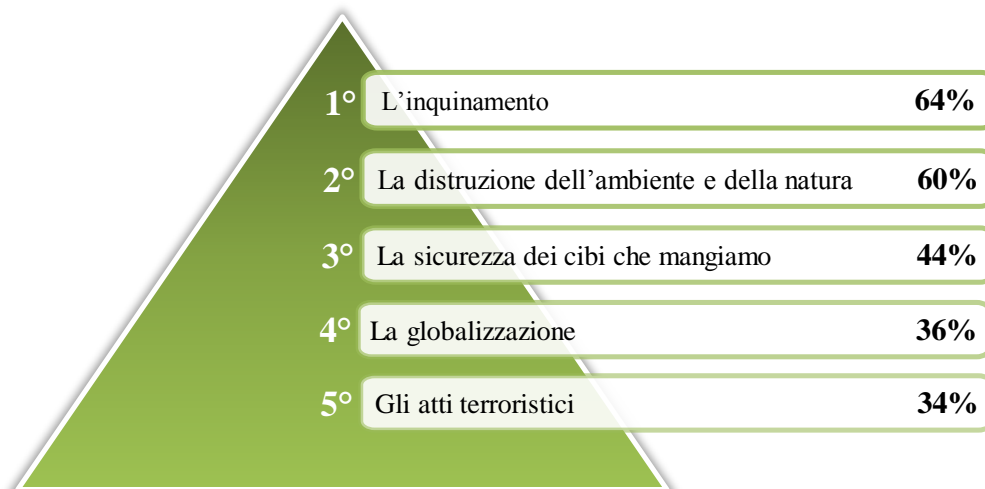 1° L'inquinamento 64%
2° La distruzione dell'ambiente e della natura 60%
3° La sicurezza dei cibi che mangiamo 44%
4° La globalizzazione 36%
5° Gli atti terroristici 34%